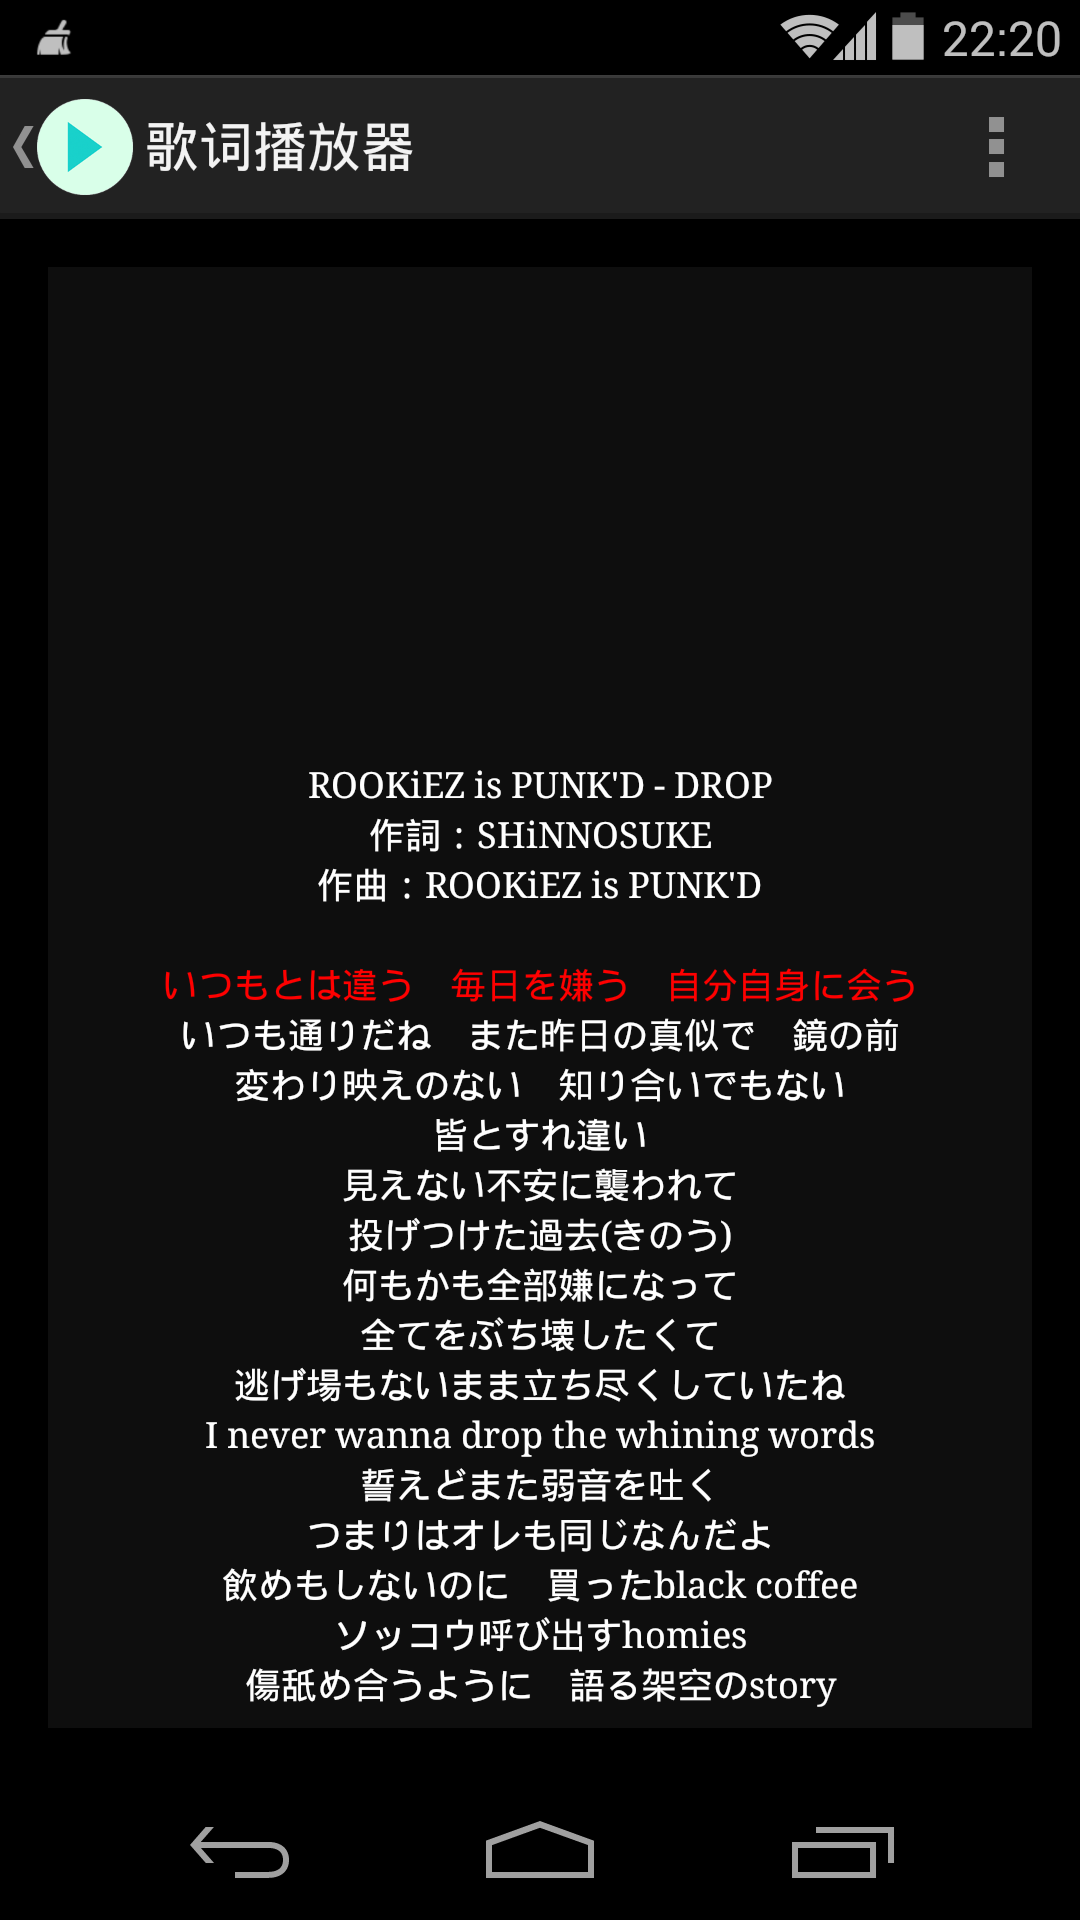 22:20
歌词播放器
ROOKiEZ is PUNK'D - DROP
作詞：SHiNNOSUKE
作曲：ROOKiEZ is PUNK'D
いつもとは違う　毎日を嫌う　自分自身に会う
いつも通りだね　また昨日の真似で　鏡の前
変わり映えのない　知り合いでもない
皆とすれ違い
見えない不安に襲われて
投げつけた過去(きのう)
何もかも全部嫌になって
全てをぶち壊したくて
逃げ場もないまま立ち尽くしていたね
I never wanna drop the whining words
誓えどまた弱音を吐く
つまりはオレも同じなんだよ
飲めもしないのに　買ったblack coffee
ソッコウ呼び出すhomies
傷舐め合うように　語る架空のstory